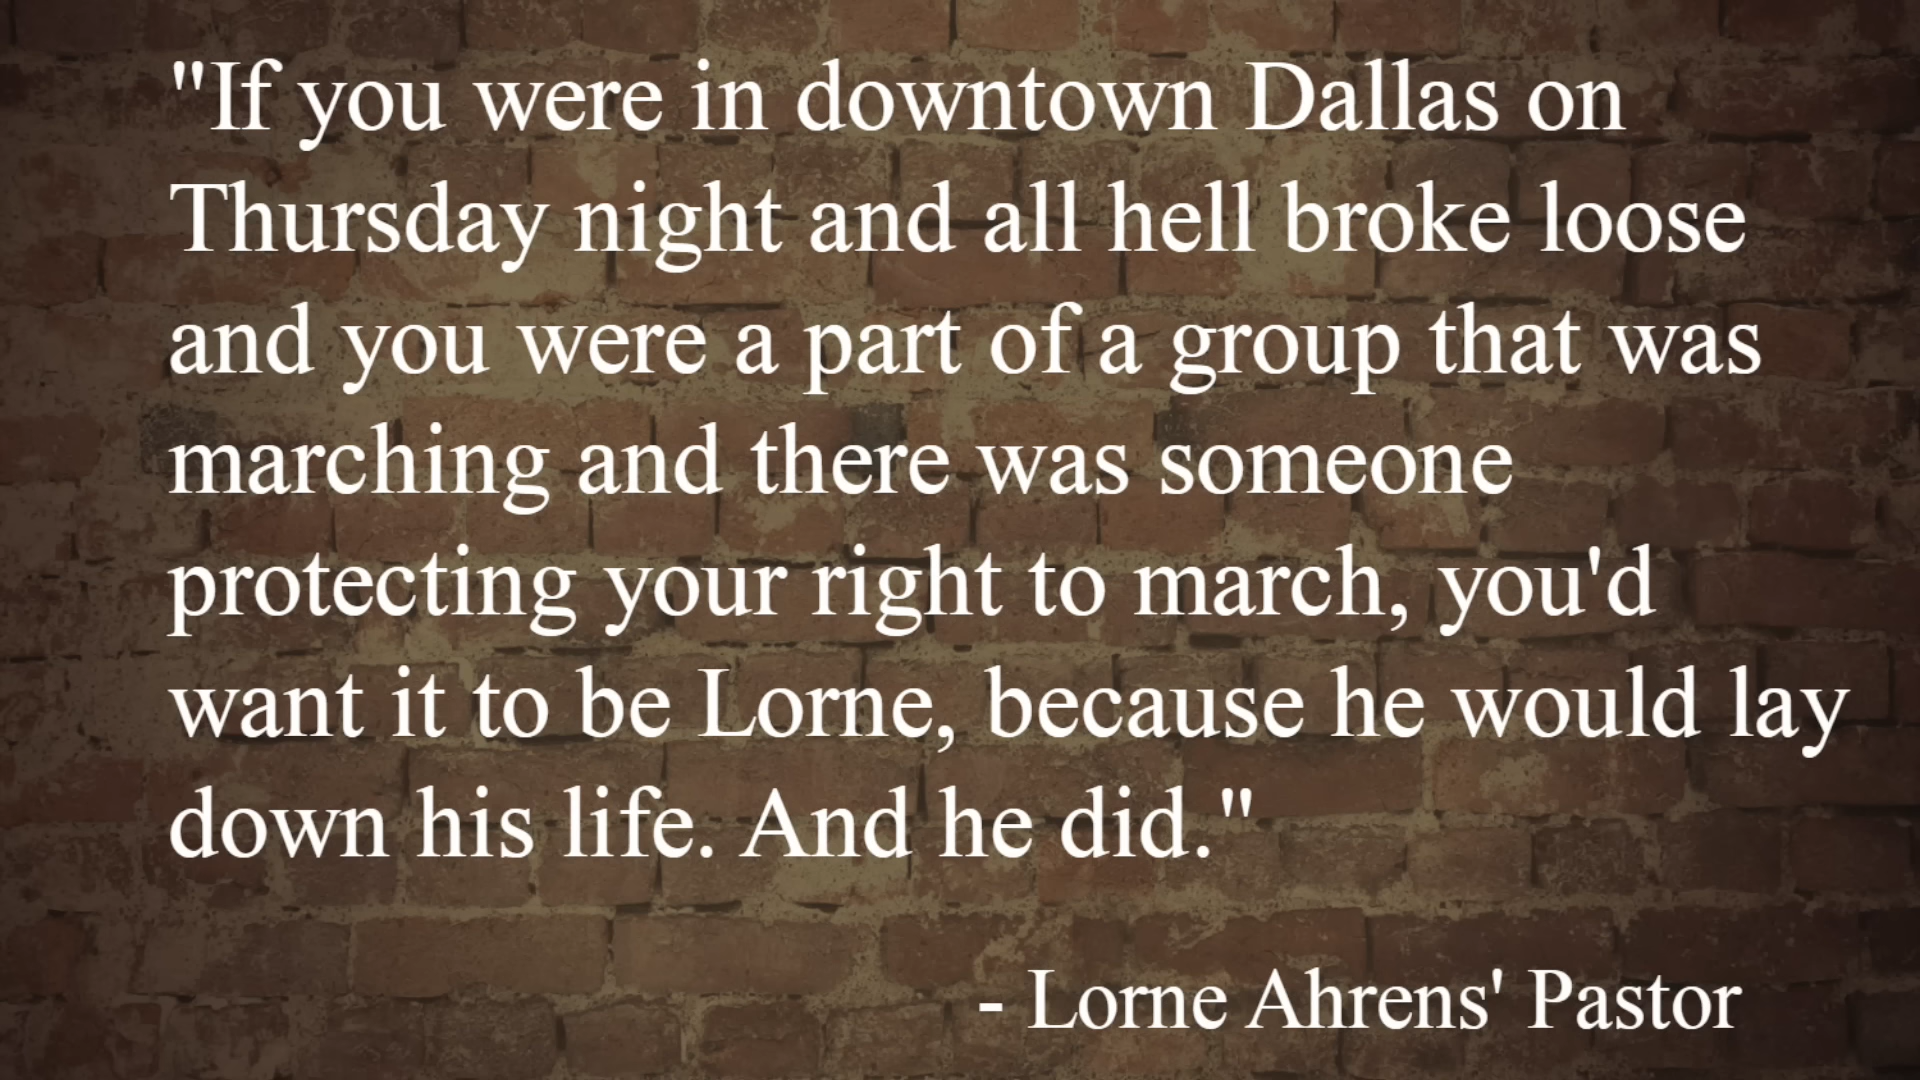 "If you were in downtown Dallas on
Thursday night and all hell broke loose
and you were a part of a group that was
marching and there was someone
protecting your right to march, you'd
want it to be Lorne, because he would lay
down his life. And he did."
- Lorne Ahrens' Pastor